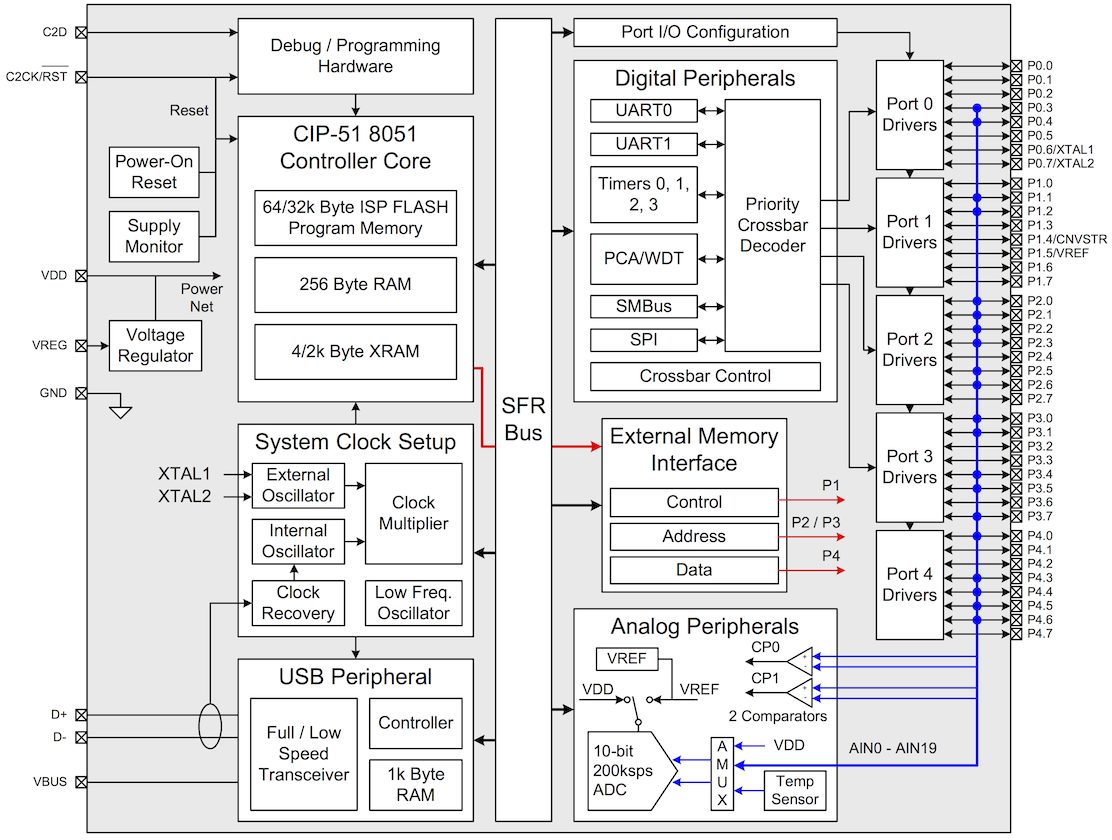 C2D
C2CK/RST
Debug / Programming
Hardware
Reset
Power-On
Reset
Supply
Monitor
VDD
Power
Net
Voltage
Regulator
VREG
GND
CIP-51 8051
Controller Core
64/32k Byte ISP FLASH
Program Memory
256 Byte RAM
4/2k Byte XRAM
System Clock Setup
XTAL1
XTAL2
External
Oscillator
Internal
Oscillator
Clock
Recovery
Clock
Multiplier
Low Freq.
Oscillator
USB Peripheral
D+
D-
VBUS
Full / Low
Speed
Transceiver
Controller
1k Byte
RAM
SFR
Bus
Port I/O Configuration
Digital Peripherals
UART0
UART1
Timers 0, 1,
2, 3
PCA/WDT
SMBus
SPI
Priority
Crossbar
Decoder
Crossbar Control
External Memory
Interface
Control
Address
Data
P1
P2 / P3
P4
Analog Peripherals
VREF
VDD
VREF
CP0
+
-
CP1
+
-
2 Comparators
10-bit
200ksps
ADC
A
M
U
X
VDD
Temp
Sensor
AIN0 - AIN19
Port 0
Drivers
Port 1
Drivers
Port 2
Drivers
Port 3
Drivers
Port 4
Drivers
P0.0
P0.1
P0.2
P0.3
P0.4
P0.5
P0.6/XTAL1
P0.7/XTAL2
P1.0
P1.1
P1.2
P1.3
P1.4/CNVSTR
P1.5/VREF
P1.6
P1.7
P2.0
P2.1
P2.2
P2.3
P2.4
P2.5
P2.6
P2.7
P3.0
P3.1
P3.2
P3.3
P3.4
P3.5
P3.6
P3.7
P4.0
P4.1
P4.2
P4.3
P4.4
P4.5
P4.6
P4.7